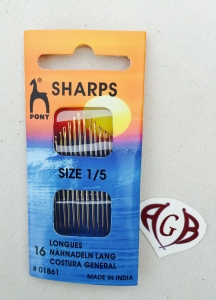 SHARPS
PONY
SIZE 1/5
LONGUES
16 NÄHNADELN LANG
COSTURA GENERAL
# 01861 MADE IN INDIA
AGB